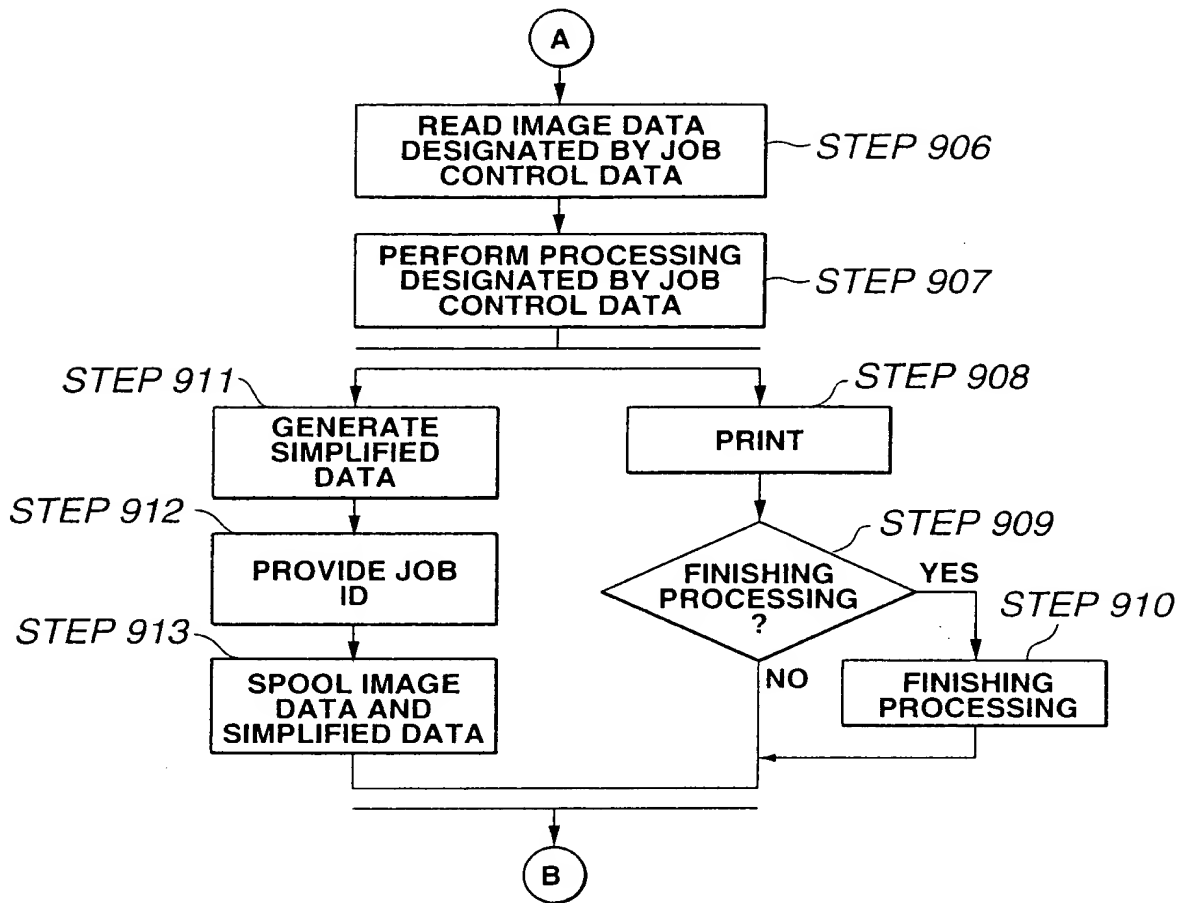 A
READ IMAGE DATA
DESIGNATED BY JOB
CONTROL DATA
STEP 906
PERFORM PROCESSING
DESIGNATED BY JOB
CONTROL DATA
STEP 907
STEP 911
GENERATE
SIMPLIFIED
DATA
STEP 908
PRINT
STEP 912
PROVIDE JOB
ID
STEP 909
FINISHING
PROCESSING
?
YES
NO
STEP 910
FINISHING
PROCESSING
STEP 913
SPOOL IMAGE
DATA AND
SIMPLIFIED DATA
B